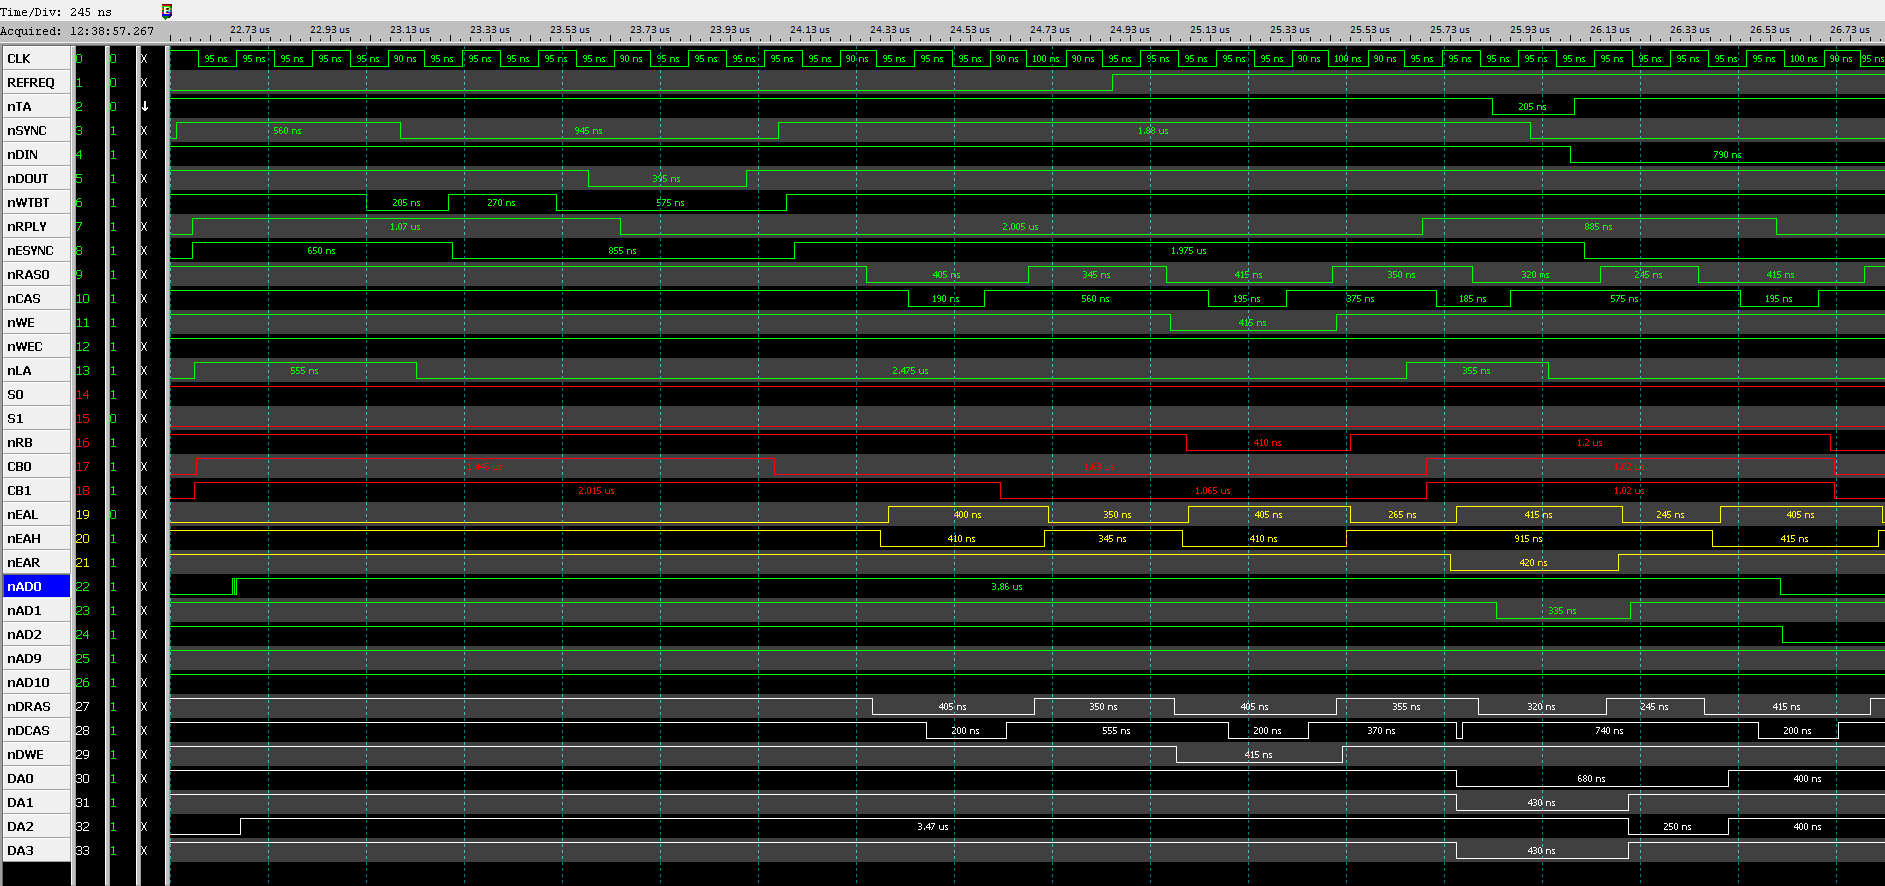 Time/Div: 245 ns
Acquired: 12:38:57.267
22.73 us 22.93 us 23.13 us 23.33 us 23.53 us 23.73 us 23.93 us 24.13 us 24.33 us 24.53 us 24.73 us 24.93 us 25.13 us 25.33 us 25.53 us 25.73 us 25.93 us 26.13 us 26.33 us 26.53 us 26.73 us
CLK 0 0 X 95 ns 95 ns 95 ns 95 ns 95 ns 90 ns 95 ns 95 ns 95 ns 95 ns 95 ns 90 ns 95 ns 95 ns 95 ns 95 ns 95 ns 90 ns 95 ns 95 ns 95 ns 90 ns 100 ns 90 ns 95 ns 95 ns 95 ns 95 ns 95 ns 90 ns 100 ns 90 ns 95 ns 95 ns 95 ns 95 ns 95 ns 95 ns 95 ns 95 ns 95 ns 95 ns 100 ns 90 ns 95 ns
REFREQ 1 0 X
nTA 2 0 ↓ 205 ns
nSYNC 3 1 X 560 ns 945 ns 1.88 us
nDIN 4 1 X 790 ns
nDOUT 5 1 X 395 ns
nWTBT 6 1 X 205 ns 270 ns 575 ns
nRPLY 7 1 X 1.07 us 2.005 us 885 ns
nESYNC 8 1 X 650 ns 855 ns 1.975 us
nRAS0 9 1 X 405 ns 345 ns 415 ns 350 ns 320 ns 245 ns 415 ns
nCAS 10 1 X 190 ns 560 ns 195 ns 375 ns 185 ns 575 ns 195 ns
nWE 11 1 X 415 ns
nWEC 12 1 X
nLA 13 1 X 555 ns 2.475 us 355 ns
S0 14 1 X
S1 15 0 X
nRB 16 1 X 410 ns 1.2 us
CB0 17 1 X 1.02 us
CB1 18 1 X 2.015 us 1.065 us 1.02 us
nEAL 19 0 X 400 ns 350 ns 405 ns 265 ns 415 ns 245 ns 405 ns
nEAH 20 1 X 410 ns 345 ns 410 ns 915 ns 415 ns
nEAR 21 1 X 420 ns
nAD0 22 1 X 3.86 us
nAD1 23 1 X 335 ns
nAD2 24 1 X
nAD9 25 1 X
nAD10 26 1 X
nDRAS 27 1 X 405 ns 350 ns 405 ns 355 ns 320 ns 245 ns 415 ns
nDCAS 28 1 X 200 ns 555 ns 200 ns 370 ns 740 ns 200 ns
nDWE 29 1 X 415 ns
DA0 30 1 X 680 ns 400 ns
DA1 31 1 X 430 ns
DA2 32 1 X 3.47 us 250 ns 400 ns
DA3 33 1 X 430 ns